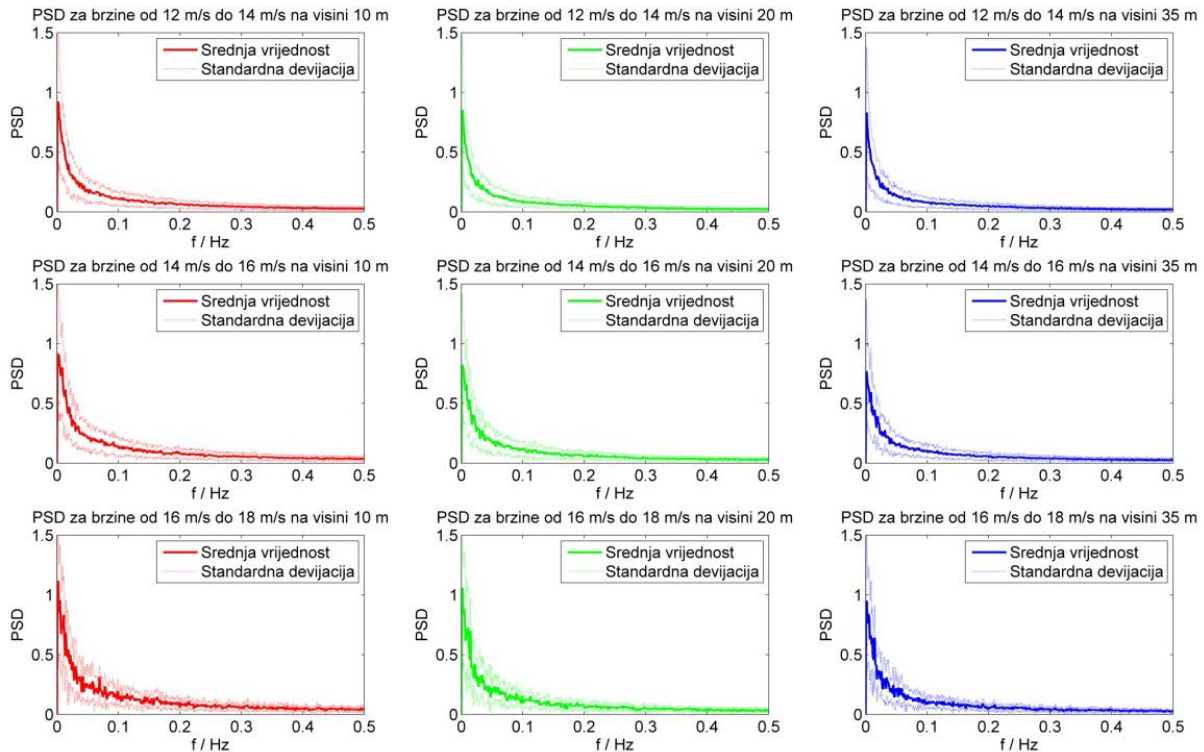 PSD za brzine od 12 m/s do 14 m/s na visini 10 m
1.5
1
0.5
0
PSD
Srednja vrijednost
Standardna devijacija
0 0.1 0.2 0.3 0.4 0.5
f / Hz
PSD za brzine od 12 m/s do 14 m/s na visini 20 m
1.5
1
0.5
0
PSD
Srednja vrijednost
Standardna devijacija
0 0.1 0.2 0.3 0.4 0.5
f / Hz
PSD za brzine od 12 m/s do 14 m/s na visini 35 m
1.5
1
0.5
0
PSD
Srednja vrijednost
Standardna devijacija
0 0.1 0.2 0.3 0.4 0.5
f / Hz
PSD za brzine od 14 m/s do 16 m/s na visini 10 m
1.5
1
0.5
0
PSD
Srednja vrijednost
Standardna devijacija
0 0.1 0.2 0.3 0.4 0.5
f / Hz
PSD za brzine od 14 m/s do 16 m/s na visini 20 m
1.5
1
0.5
0
PSD
Srednja vrijednost
Standardna devijacija
0 0.1 0.2 0.3 0.4 0.5
f / Hz
PSD za brzine od 14 m/s do 16 m/s na visini 35 m
1.5
1
0.5
0
PSD
Srednja vrijednost
Standardna devijacija
0 0.1 0.2 0.3 0.4 0.5
f / Hz
PSD za brzine od 16 m/s do 18 m/s na visini 10 m
1.5
1
0.5
0
PSD
Srednja vrijednost
Standardna devijacija
0 0.1 0.2 0.3 0.4 0.5
f / Hz
PSD za brzine od 16 m/s do 18 m/s na visini 20 m
1.5
1
0.5
0
PSD
Srednja vrijednost
Standardna devijacija
0 0.1 0.2 0.3 0.4 0.5
f / Hz
PSD za brzine od 16 m/s do 18 m/s na visini 35 m
1.5
1
0.5
0
PSD
Srednja vrijednost
Standardna devijacija
0 0.1 0.2 0.3 0.4 0.5
f / Hz